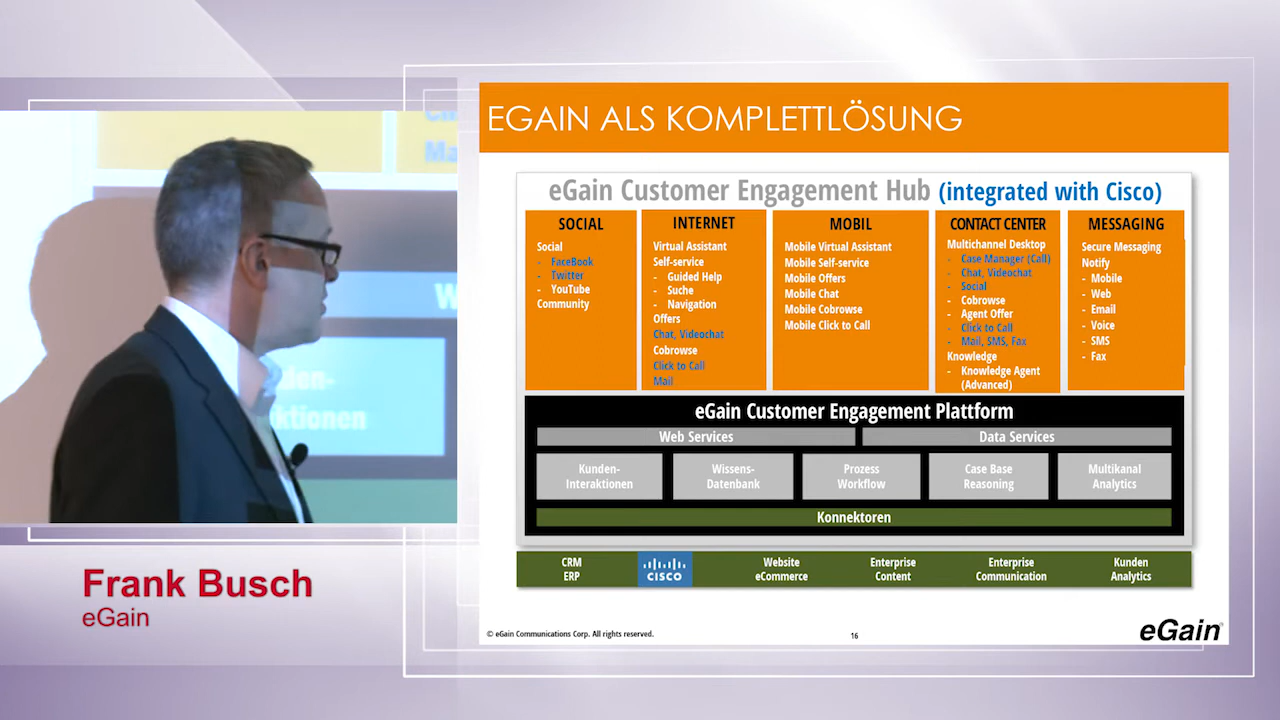 EGAIN ALS KOMPLETTLÖSUNG
eGain Customer Engagement Hub (integrated with Cisco)
SOCIAL
Social
- FaceBook
- Twitter
- YouTube
Community
INTERNET
Virtual Assistant
Self-service
- Guided Help
- Suche
- Navigation
Offers
Chat, Videochat
Cobrowse
Click to Call
Mail
MOBIL
Mobile Virtual Assistant
Mobile Self-service
Mobile Offers
Mobile Chat
Mobile Cobrowse
Mobile Click to Call
CONTACT CENTER
Multichannel Desktop
- Case Manager (Call)
- Chat, Videochat
- Social
- Cobrowse
- Agent Offer
- Click to Call
- Mail, SMS, Fax
Knowledge
- Knowledge Agent
(Advanced)
MESSAGING
Secure Messaging
Notify
- Mobile
- Web
- Email
- Voice
- SMS
- Fax
eGain Customer Engagement Plattform
Web Services
Data Services
Kunden-
Interaktionen
Wissens-
Datenbank
Prozess
Workflow
Case Base
Reasoning
Multikanal
Analytics
Konnektoren
CRM
ERP
CISCO
Website
eCommerce
Enterprise
Content
Enterprise
Communication
Kunden
Analytics
© eGain Communications Corp. All rights reserved.
16
eGain
Frank Busch
eGain